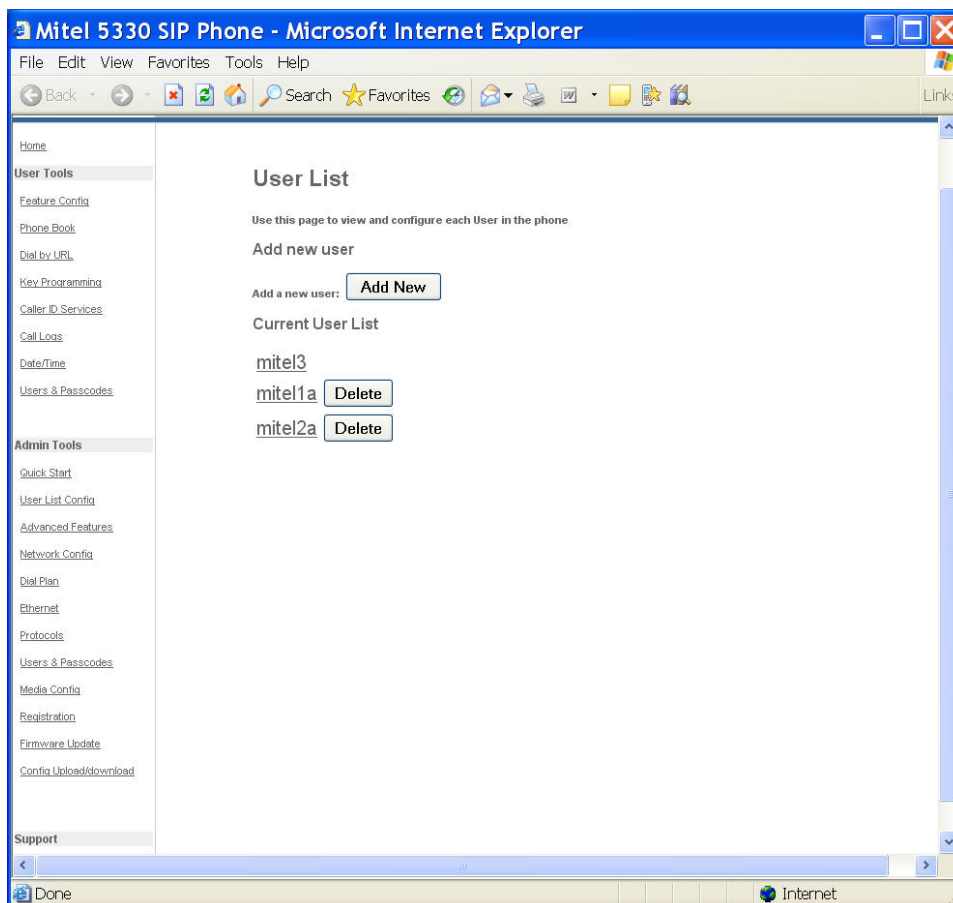 Mitel 5330 SIP Phone - Microsoft Internet Explorer
File Edit View Favorites Tools Help
Back Search Favorites Links
Home
User Tools
Feature Config
Phone Book
Dial by URL
Key Programming
Caller ID Services
Call Logs
Date/Time
Users & Passcodes
Admin Tools
Quick Start
User List Config
Advanced Features
Network Config
Dial Plan
Ethernet
Protocols
Users & Passcodes
Media Config
Registration
Firmware Update
Config Upload/download
Support
User List
Use this page to view and configure each User in the phone
Add new user
Add a new user: Add New
Current User List
mitel3
mitel1a Delete
mitel2a Delete
Done Internet